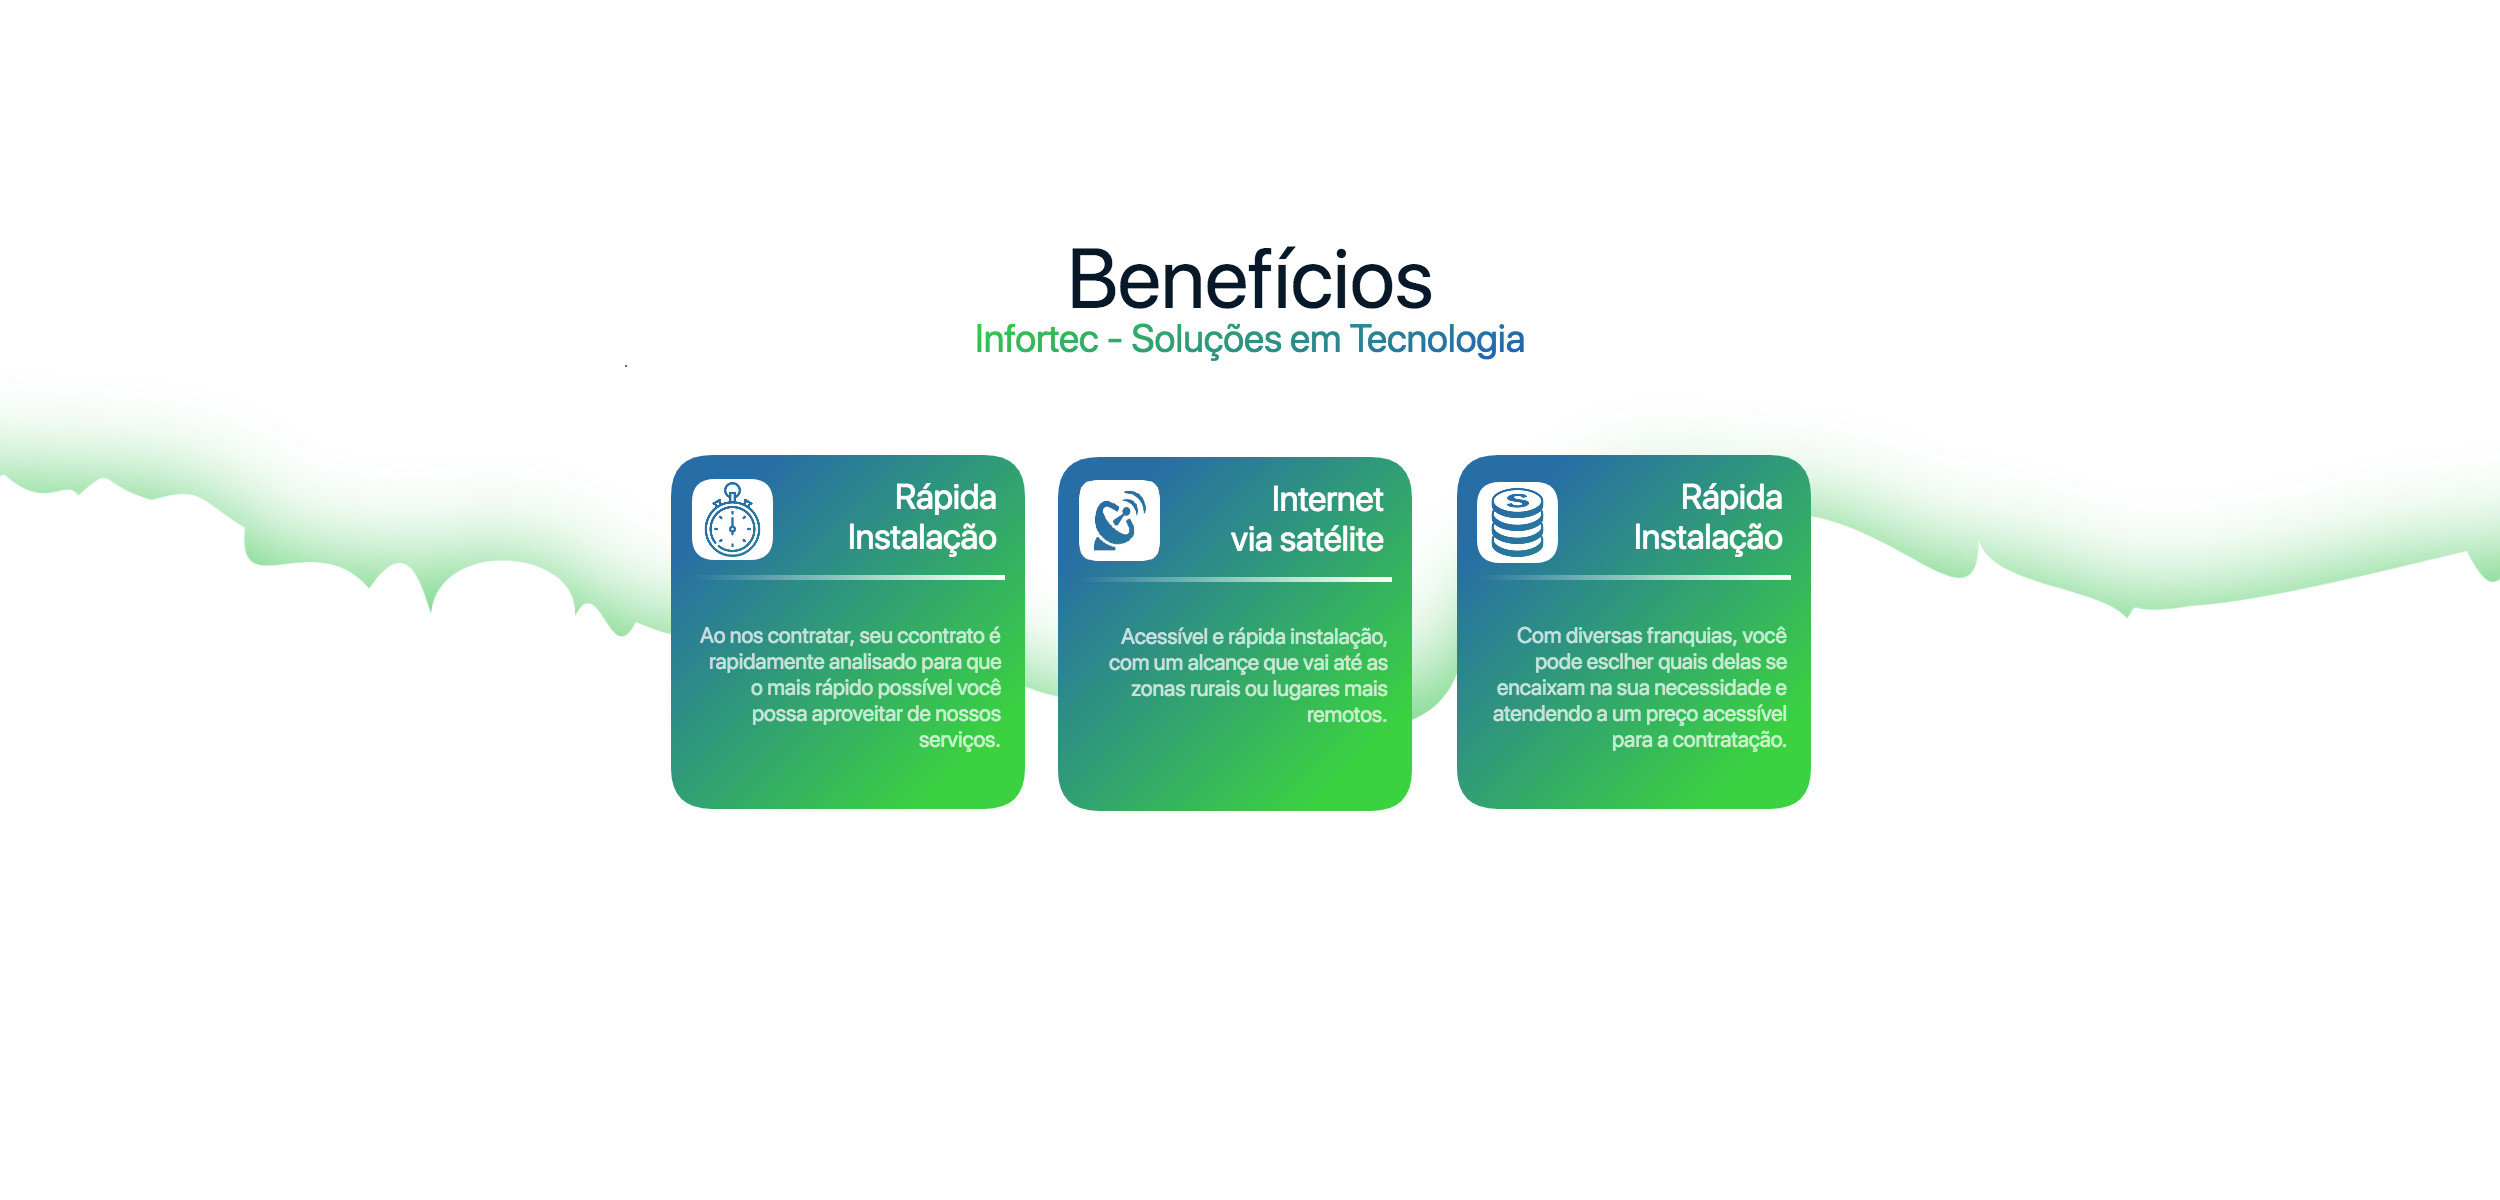 Benefícios
Infortec - Soluções em Tecnologia
.
Rápida
Instalação
Ao nos contratar, seu ccontrato é
rapidamente analisado para que
o mais rápido possível você
possa aproveitar de nossos
serviços.
Internet
via satélite
Acessível e rápida instalação,
com um alcançe que vai até as
zonas rurais ou lugares mais
remotos.
S
Rápida
Instalação
Com diversas franquias, você
pode esclher quais delas se
encaixam na sua necessidade e
atendendo a um preço acessível
para a contratação.